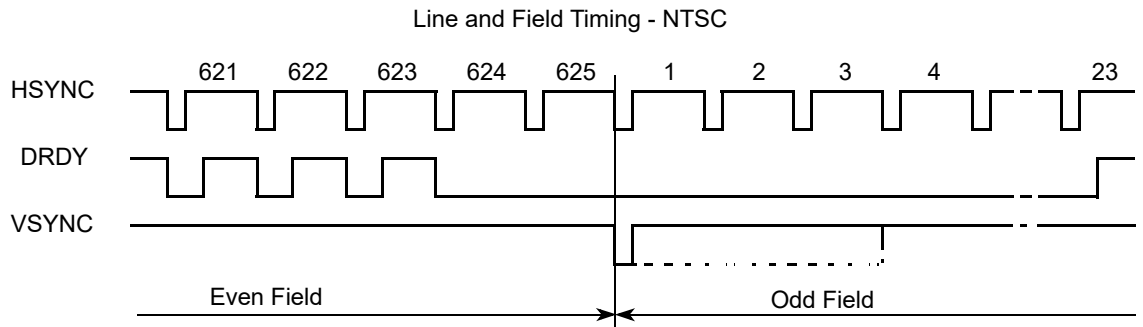 Line and Field Timing - NTSC
621 622 623 624 625 1 2 3 4 23
HSYNC
DRDY
VSYNC
Even Field Odd Field